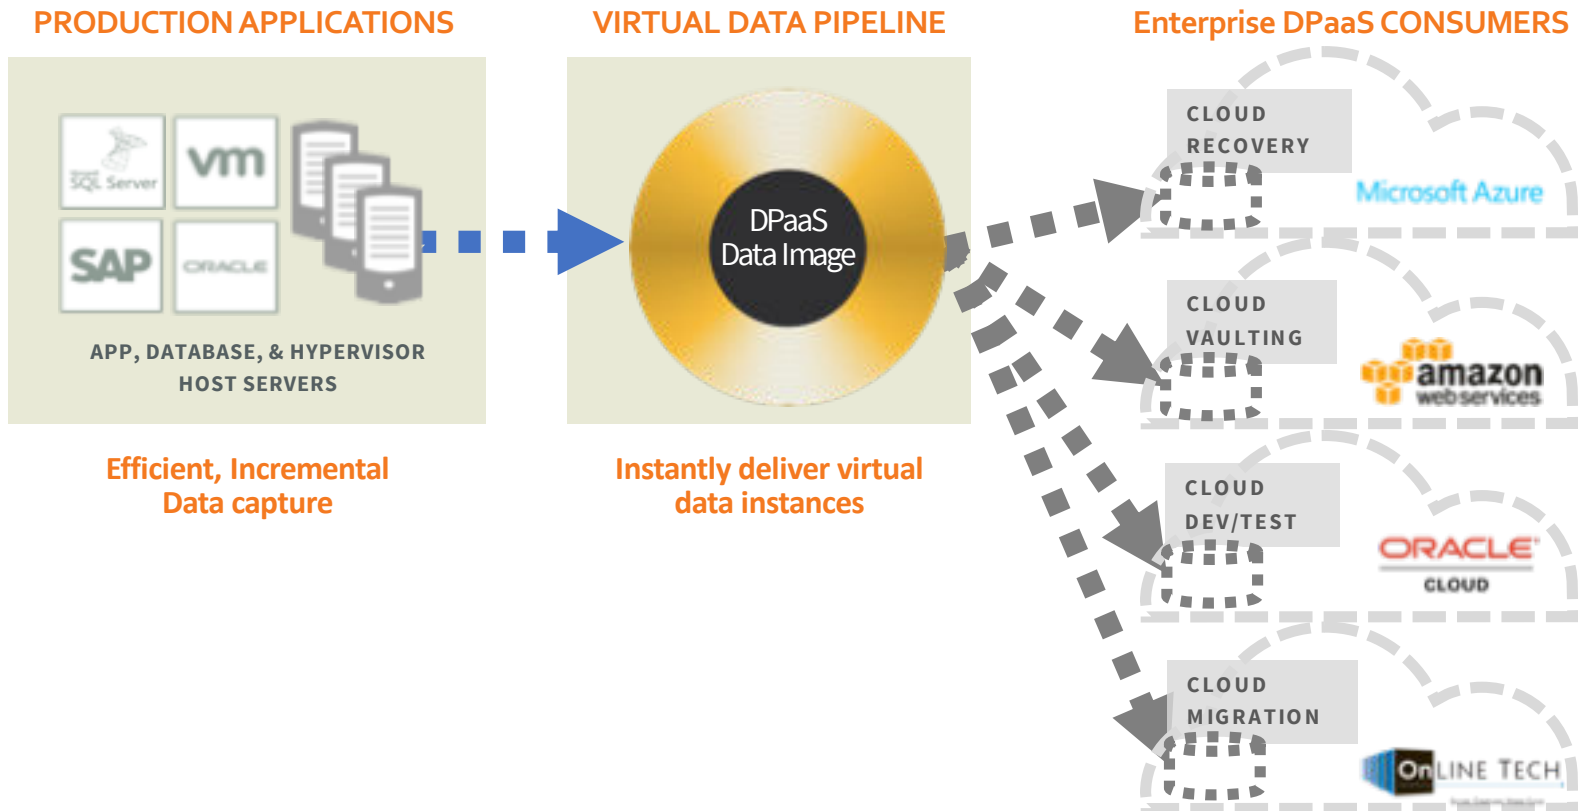 PRODUCTION APPLICATIONS
VIRTUAL DATA PIPELINE
Enterprise DPaaS CONSUMERS
SQL Server
vm
SAP
ORACLE
APP, DATABASE, & HYPERVISOR
HOST SERVERS
Efficient, Incremental
Data capture
DPaaS
Data Image
Instantly deliver virtual
data instances
CLOUD
RECOVERY
Microsoft Azure
CLOUD
VAULTING
amazon
webservices
CLOUD
DEV/TEST
ORACLE
CLOUD
CLOUD
MIGRATION
OnLINE TECH